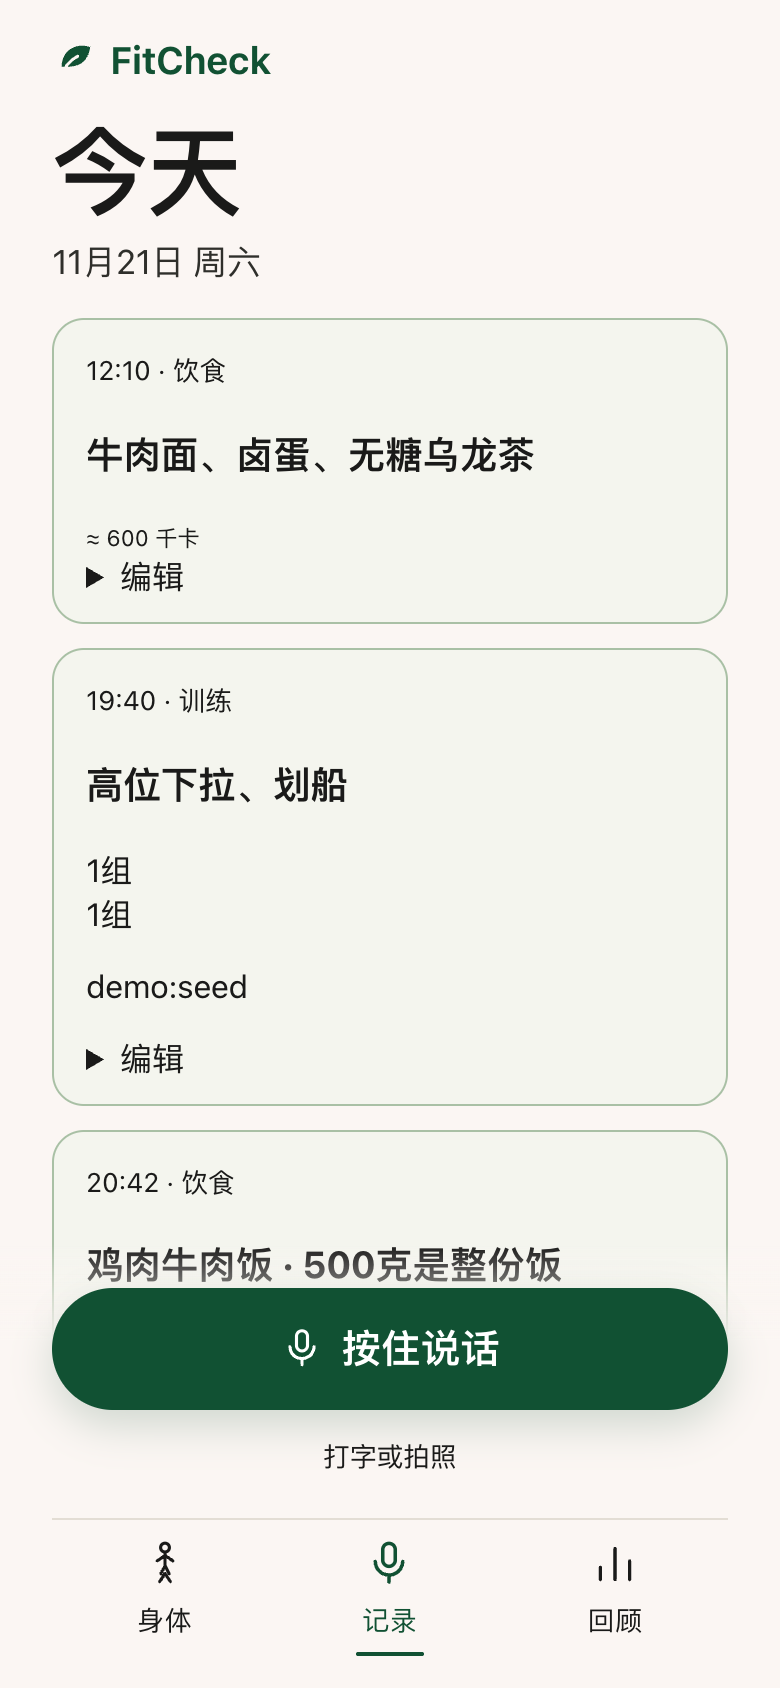 FitCheck
今天
11月21日 周六
12:10 · 饮食
牛肉面、卤蛋、无糖乌龙茶
≈ 600 千卡
▶ 编辑
19:40 · 训练
高位下拉、划船
1组
1组
demo:seed
▶ 编辑
20:42 · 饮食
鸡肉牛肉饭 · 500克是整份饭
按住说话
打字或拍照
身体
记录
回顾